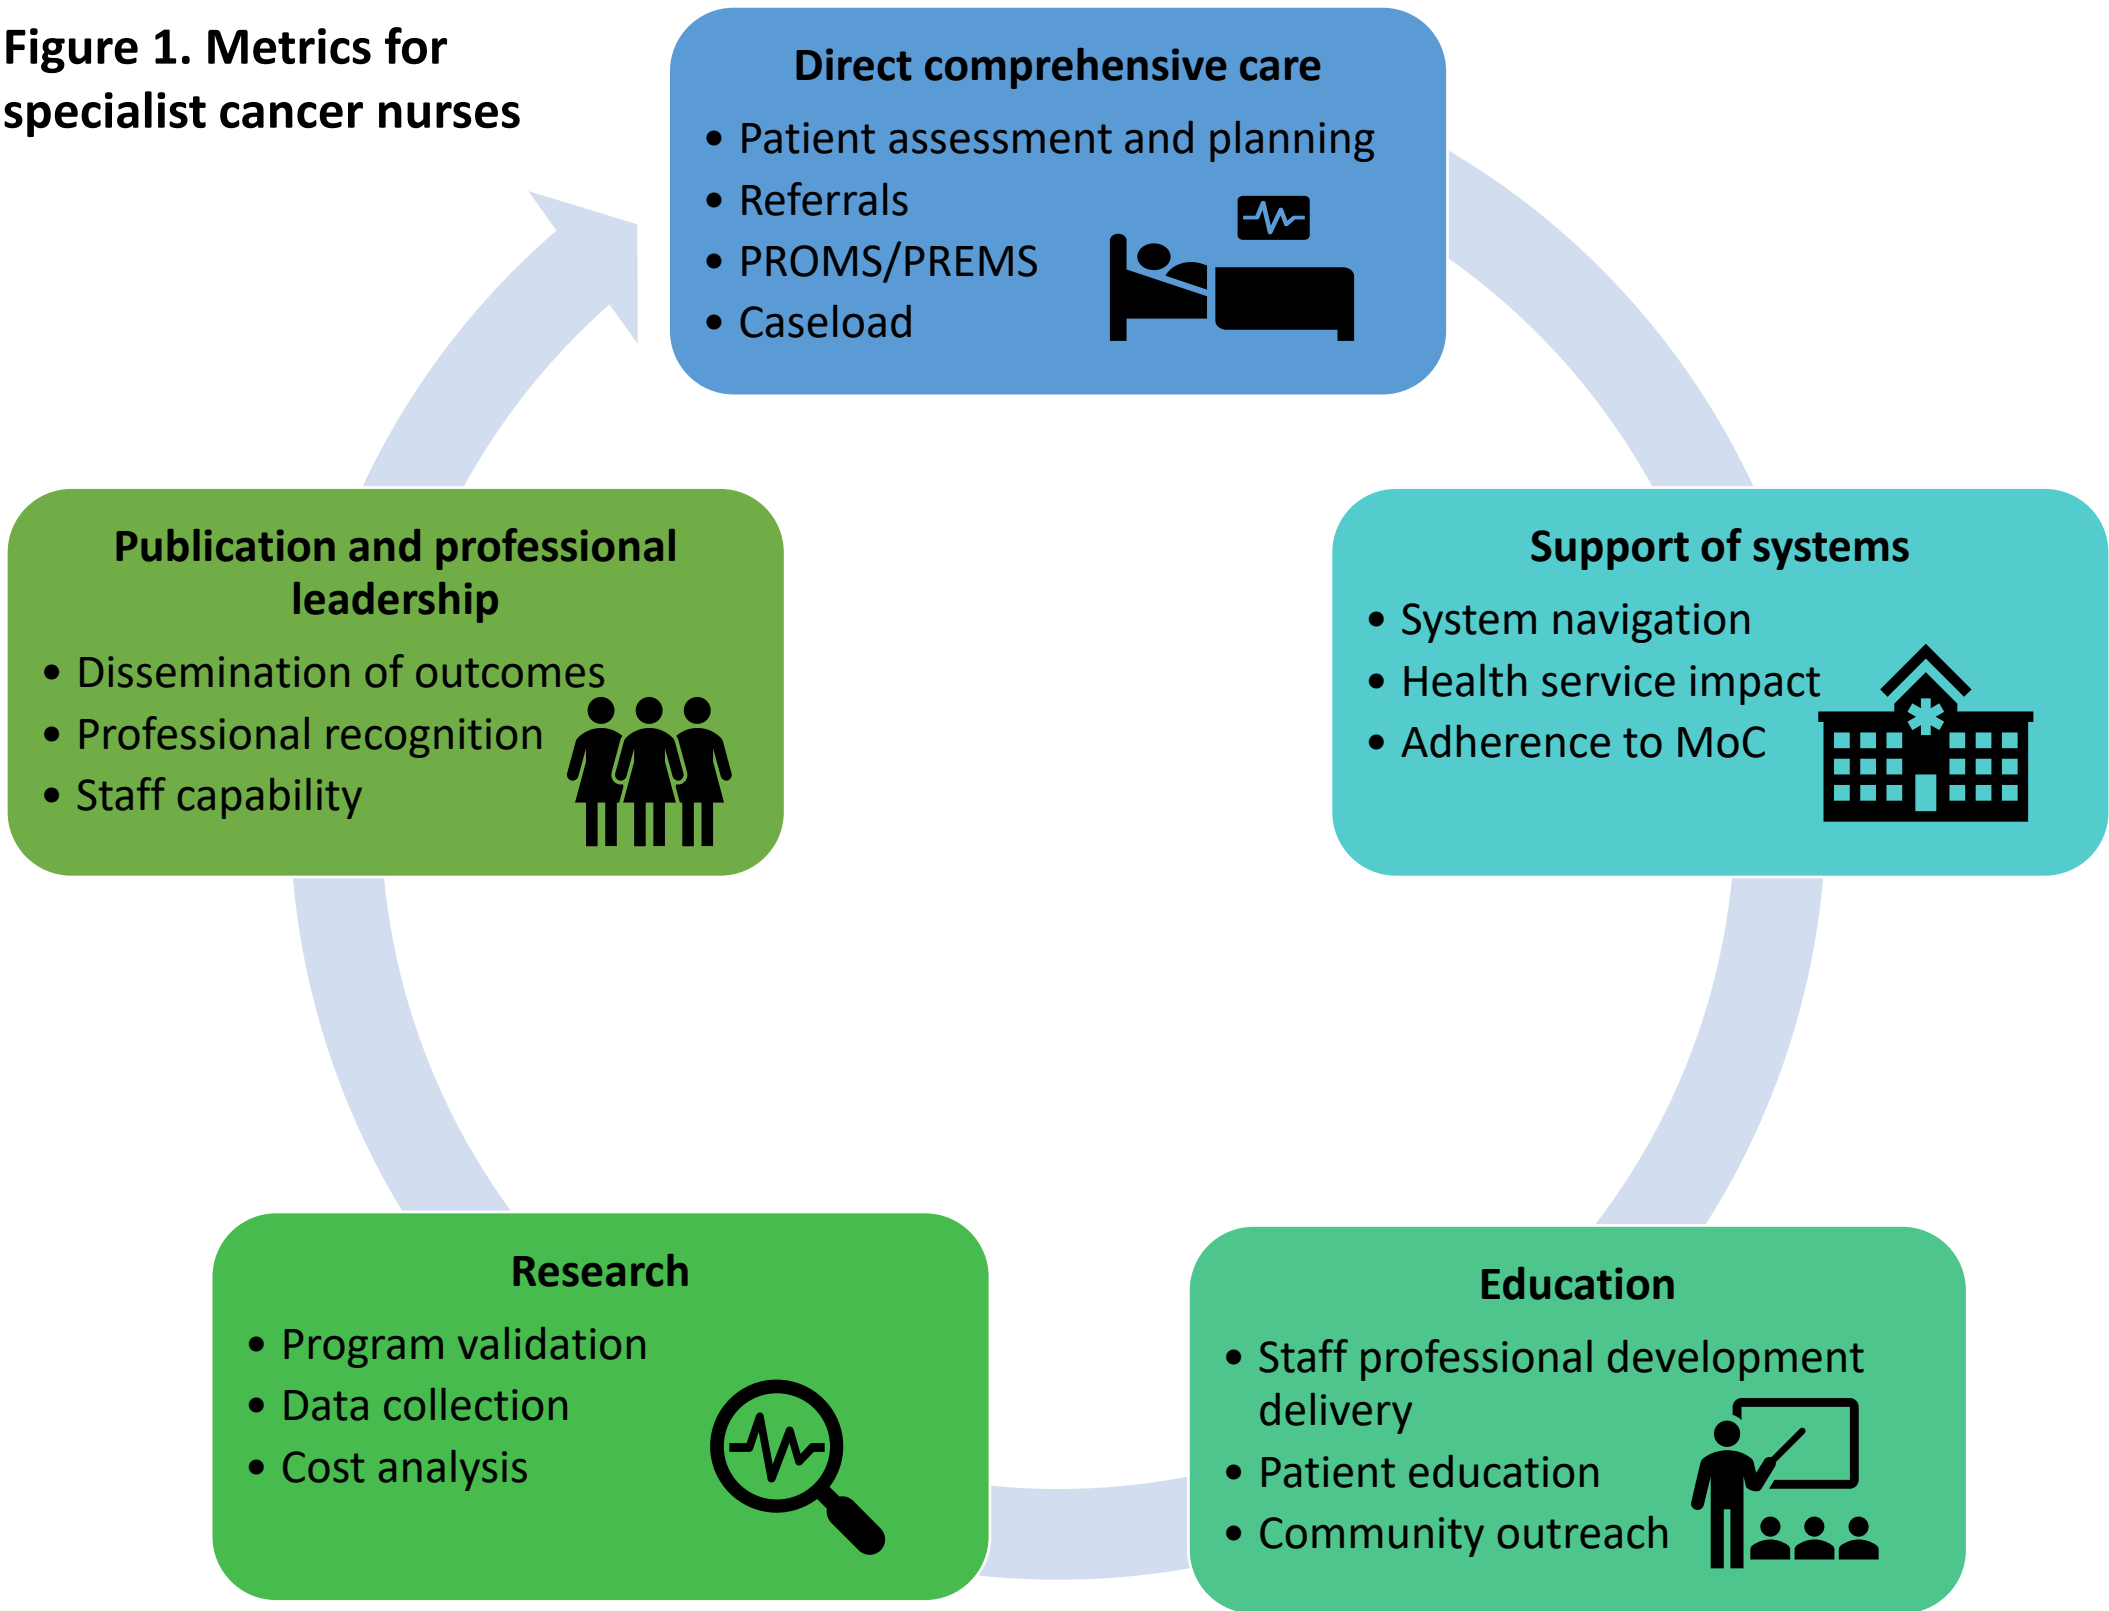 Figure 1. Metrics for
specialist cancer nurses
Direct comprehensive care
• Patient assessment and planning
• Referrals
• PROMS/PREMS
• Caseload
Support of systems
• System navigation
• Health service impact
• Adherence to MoC
Education
• Staff professional development
delivery
• Patient education
• Community outreach
Research
• Program validation
• Data collection
• Cost analysis
Publication and professional
leadership
• Dissemination of outcomes
• Professional recognition
• Staff capability